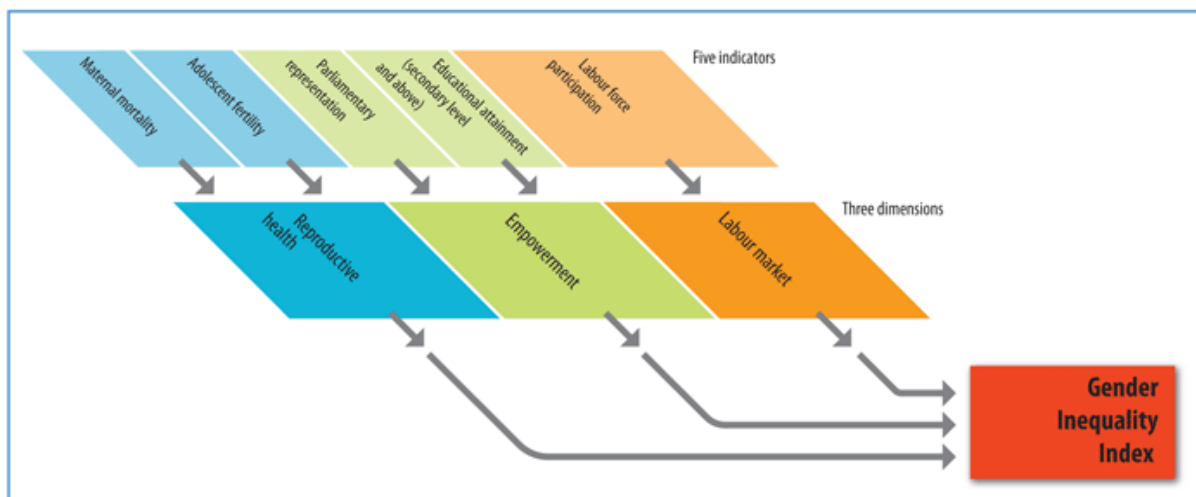 Maternal mortality
Adolescent fertility
Parliamentary
representation
Educational attainment
(secondary level
and above)
Labour force
participation
Five indicators
Reproductive
health
Empowerment
Labour market
Three dimensions
Gender
Inequality
Index